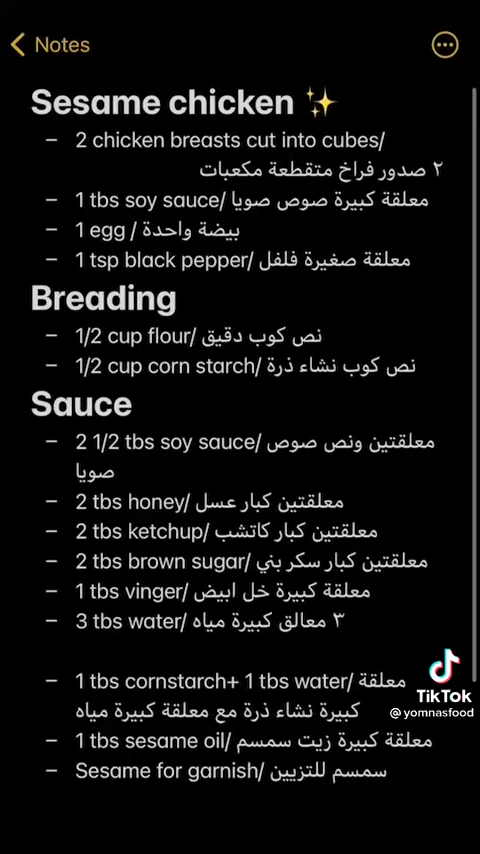 Notes
Sesame chicken ✨
– 2 chicken breasts cut into cubes/
٢ صدور فراخ متقطعة مكعبات
– 1 tbs soy sauce/ معلقة كبيرة صوص صويا
– 1 egg / بيضة واحدة
– 1 tsp black pepper/ معلقة صغيرة فلفل
Breading
– 1/2 cup flour/ نص كوب دقيق
– 1/2 cup corn starch/ نص كوب نشاء ذرة
Sauce
– 2 1/2 tbs soy sauce/ معلقتين ونص صوص
صويا
– 2 tbs honey/ معلقتين كبار عسل
– 2 tbs ketchup/ معلقتين كبار كاتشب
– 2 tbs brown sugar/ معلقتين كبار سكر بني
– 1 tbs vinger/ معلقة كبيرة خل ابيض
– 3 tbs water/ ٣ معالق كبيرة مياه
– 1 tbs cornstarch+ 1 tbs water/ معلقة
كبيرة نشاء ذرة مع معلقة كبيرة مياه
– 1 tbs sesame oil/ معلقة كبيرة زيت سمسم
– Sesame for garnish/ سمسم للتزيين
TikTok
@yomnasfood